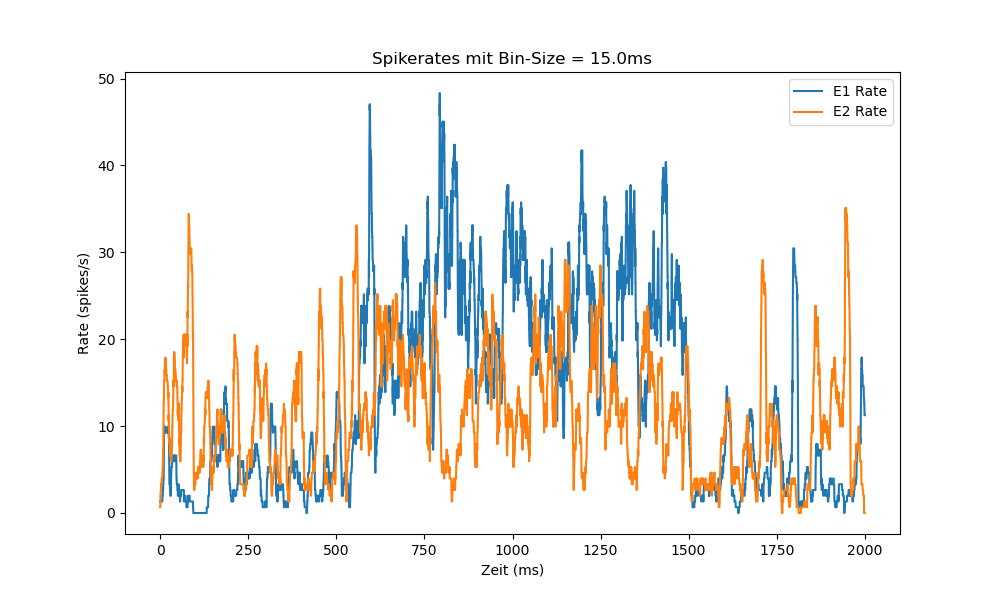 Spikerates mit Bin-Size = 15.0ms
E1 Rate
E2 Rate
50
40
30
20
10
0
Rate (spikes/s)
0 250 500 750 1000 1250 1500 1750 2000
Zeit (ms)